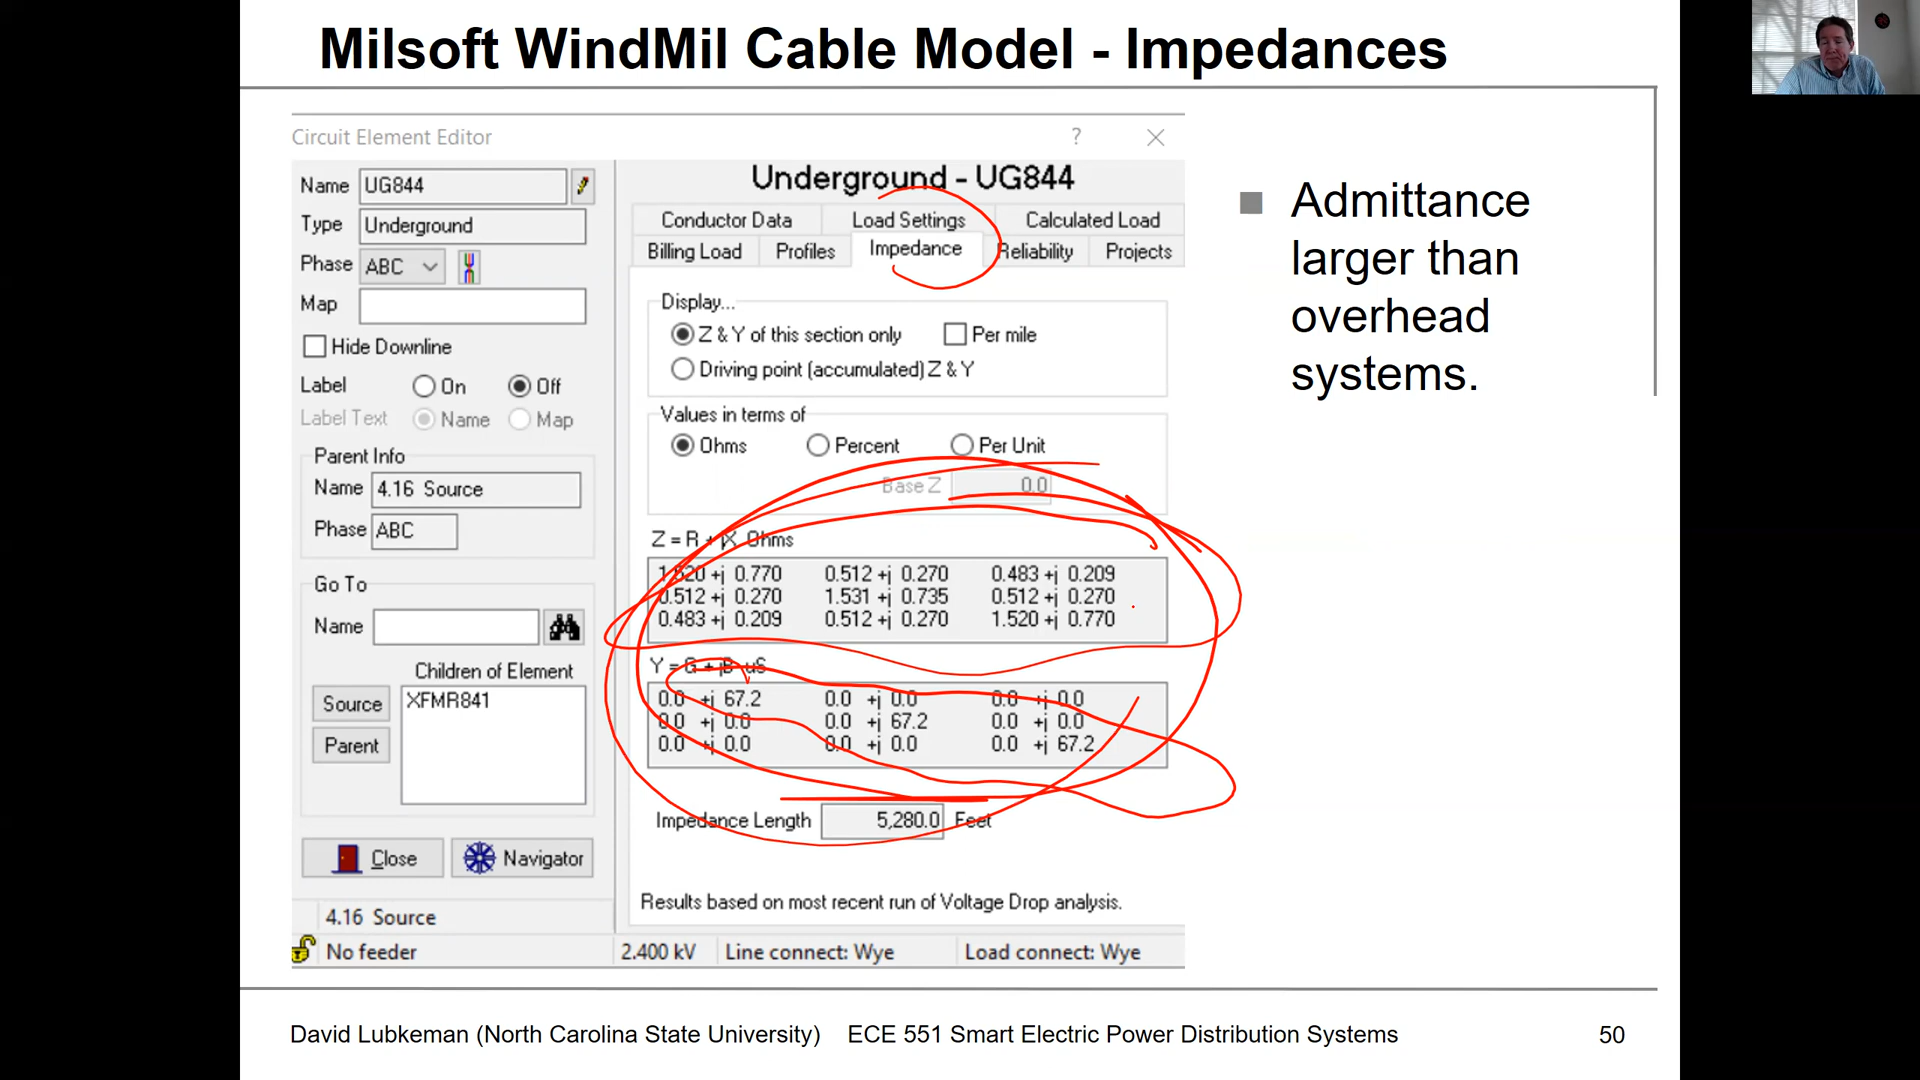 Milsoft WindMil Cable Model - Impedances
Circuit Element Editor ?
Name UG844
Type Underground
Phase ABC
Map
Hide Downline
Label On Off
Label Text Name Map
Parent Info
Name 4.16 Source
Phase ABC
Go To
Name
Children of Element
Source
Parent
XFMR841
Close Navigator
4.16 Source
Underground - UG844
Conductor Data Load Settings Calculated Load
Billing Load Profiles Impedance Reliability Projects
Display...
Z & Y of this section only Per mile
Driving point (accumulated) Z & Y
Values in terms of
Ohms Percent Per Unit
Base Z 0.0
Z = R + jX Ohms
1.520 +j 0.770 0.512 +j 0.270 0.483 +j 0.209
0.512 +j 0.270 1.531 +j 0.735 0.512 +j 0.270
0.483 +j 0.209 0.512 +j 0.270 1.520 +j 0.770
Y = G + jB uS
0.0 +j 67.2 0.0 +j 0.0 0.0 +j 0.0
0.0 +j 0.0 0.0 +j 67.2 0.0 +j 0.0
0.0 +j 0.0 0.0 +j 0.0 0.0 +j 67.2
Impedance Length 5,280.0 Feet
Results based on most recent run of Voltage Drop analysis.
No feeder 2.400 kV Line connect: Wye Load connect: Wye
Admittance
larger than
overhead
systems.
David Lubkeman (North Carolina State University) ECE 551 Smart Electric Power Distribution Systems 50